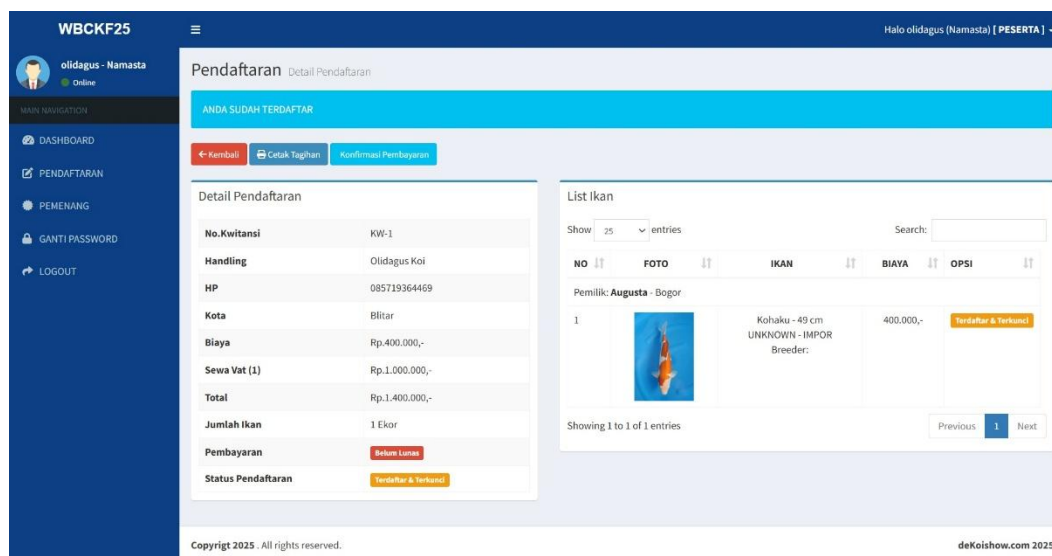 WBCKF25
Halo olidagus (Namasta) [ PESERTA ]
olidagus - Namasta
Online
MAIN NAVIGATION
DASHBOARD
PENDAFTARAN
PEMENANG
GANTI PASSWORD
LOGOUT
Pendaftaran Detail Pendaftaran
ANDA SUDAH TERDAFTAR
Kembali Cetak Tagihan Konfirmasi Pembayaran
Detail Pendaftaran
No.Kwitansi KW-1
Handling Olidagus Koi
HP 085719364469
Kota Blitar
Biaya Rp.400.000,-
Sewa Vat (1) Rp.1.000.000,-
Total Rp.1.400.000,-
Jumlah Ikan 1 Ekor
Pembayaran Belum Lunas
Status Pendaftaran Terdaftar & Terkunci
List Ikan
Show 25 entries Search:
NO FOTO IKAN BIAYA OPSI
Pemilik: Augusta - Bogor
1 Kohaku - 49 cm 400.000,- Terdaftar & Terkunci
UNKNOWN - IMPOR
Breeder:
Showing 1 to 1 of 1 entries Previous 1 Next
Copyrigt 2025 . All rights reserved. deKoishow.com 2025